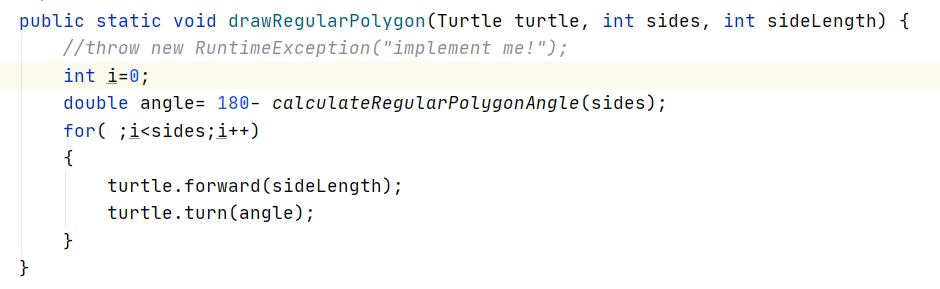 public static void drawRegularPolygon(Turtle turtle, int sides, int sideLength) {
//throw new RuntimeException("implement me!");
int i=0;
double angle= 180- calculateRegularPolygonAngle(sides);
for( ;i<sides;i++)
{
turtle.forward(sideLength);
turtle.turn(angle);
}
}